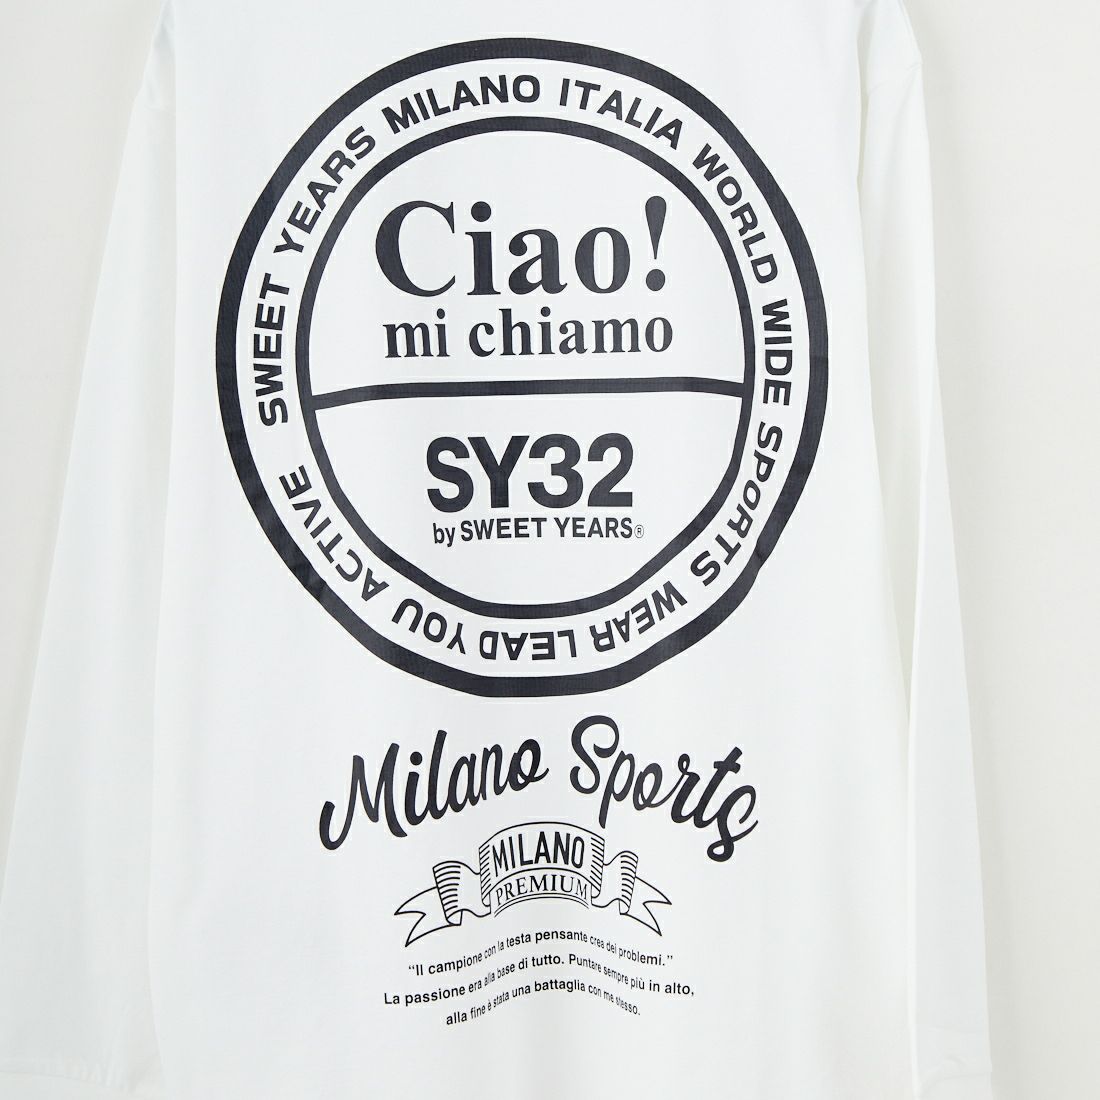 SWEET YEARS MILANO ITALIA WORLD WIDE SPORTS WEAR LEAD YOU ACTIVE
Ciao!
mi chiamo
SY32
by SWEET YEARS®
Milano Sports
MILANO
PREMIUM
“Il campione con la testa pensante crea dei problemi.”
La passione era alla base di tutto. Puntare sempre più in alto,
alla fine è stata una battaglia con me stesso.